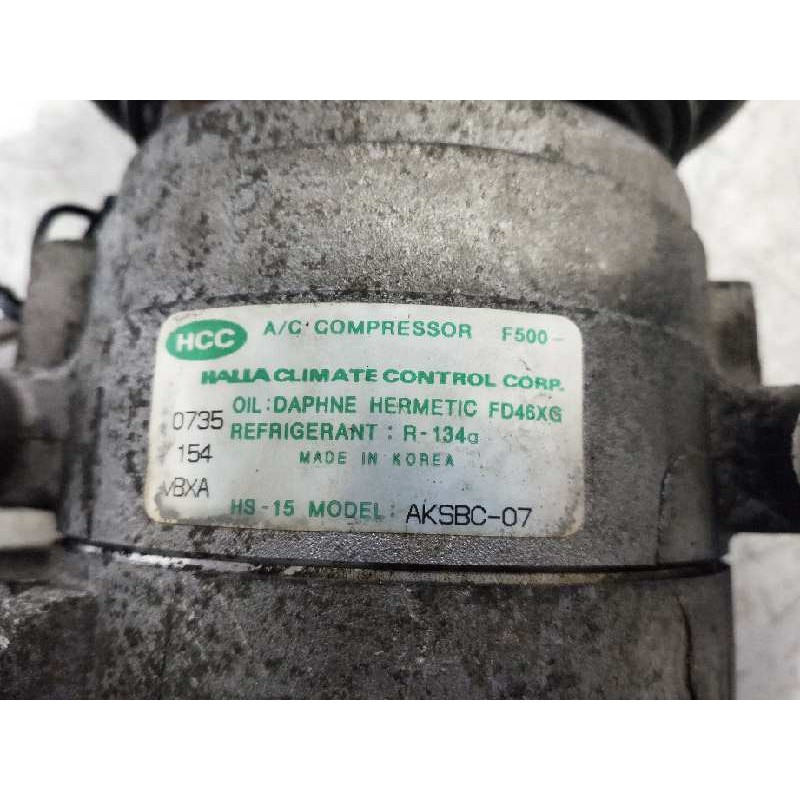 HCC A/C COMPRESSOR F500-
HALLA CLIMATE CONTROL CORP.
OIL: DAPHNE HERMETIC FD46XG
0735
REFRIGERANT: R-134a
154
MADE IN KOREA
VBXA
HS-15 MODEL: AKSBC-07